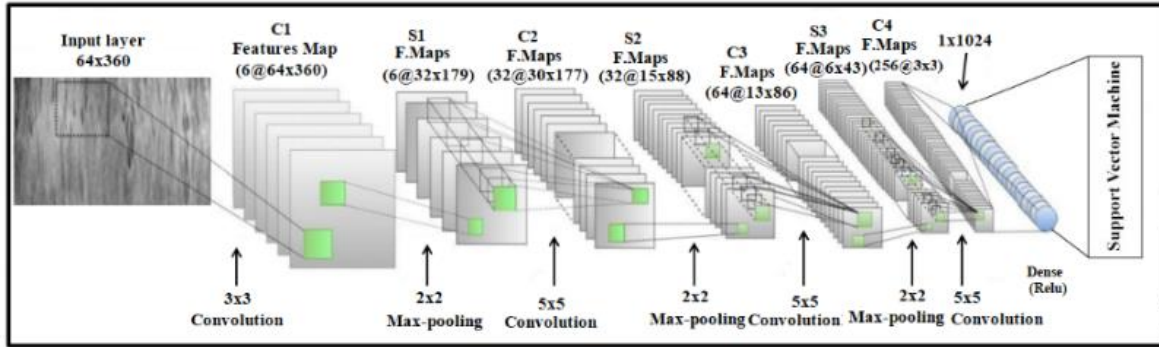 Input layer
64x360
C1
Features Map
(6@64x360)
S1
F.Maps
(6@32x179)
C2
F.Maps
(32@30x177)
S2
F.Maps
(32@15x88)
C3
F.Maps
(64@13x86)
S3
F.Maps
(64@6x43)
C4
F.Maps
(256@3x3)
1x1024
Support Vector Machine
Dense
(Relu)
3x3
Convolution
2x2
Max-pooling
5x5
Convolution
2x2
Max-pooling
5x5
Convolution
2x2
Max-pooling
5x5
Convolution